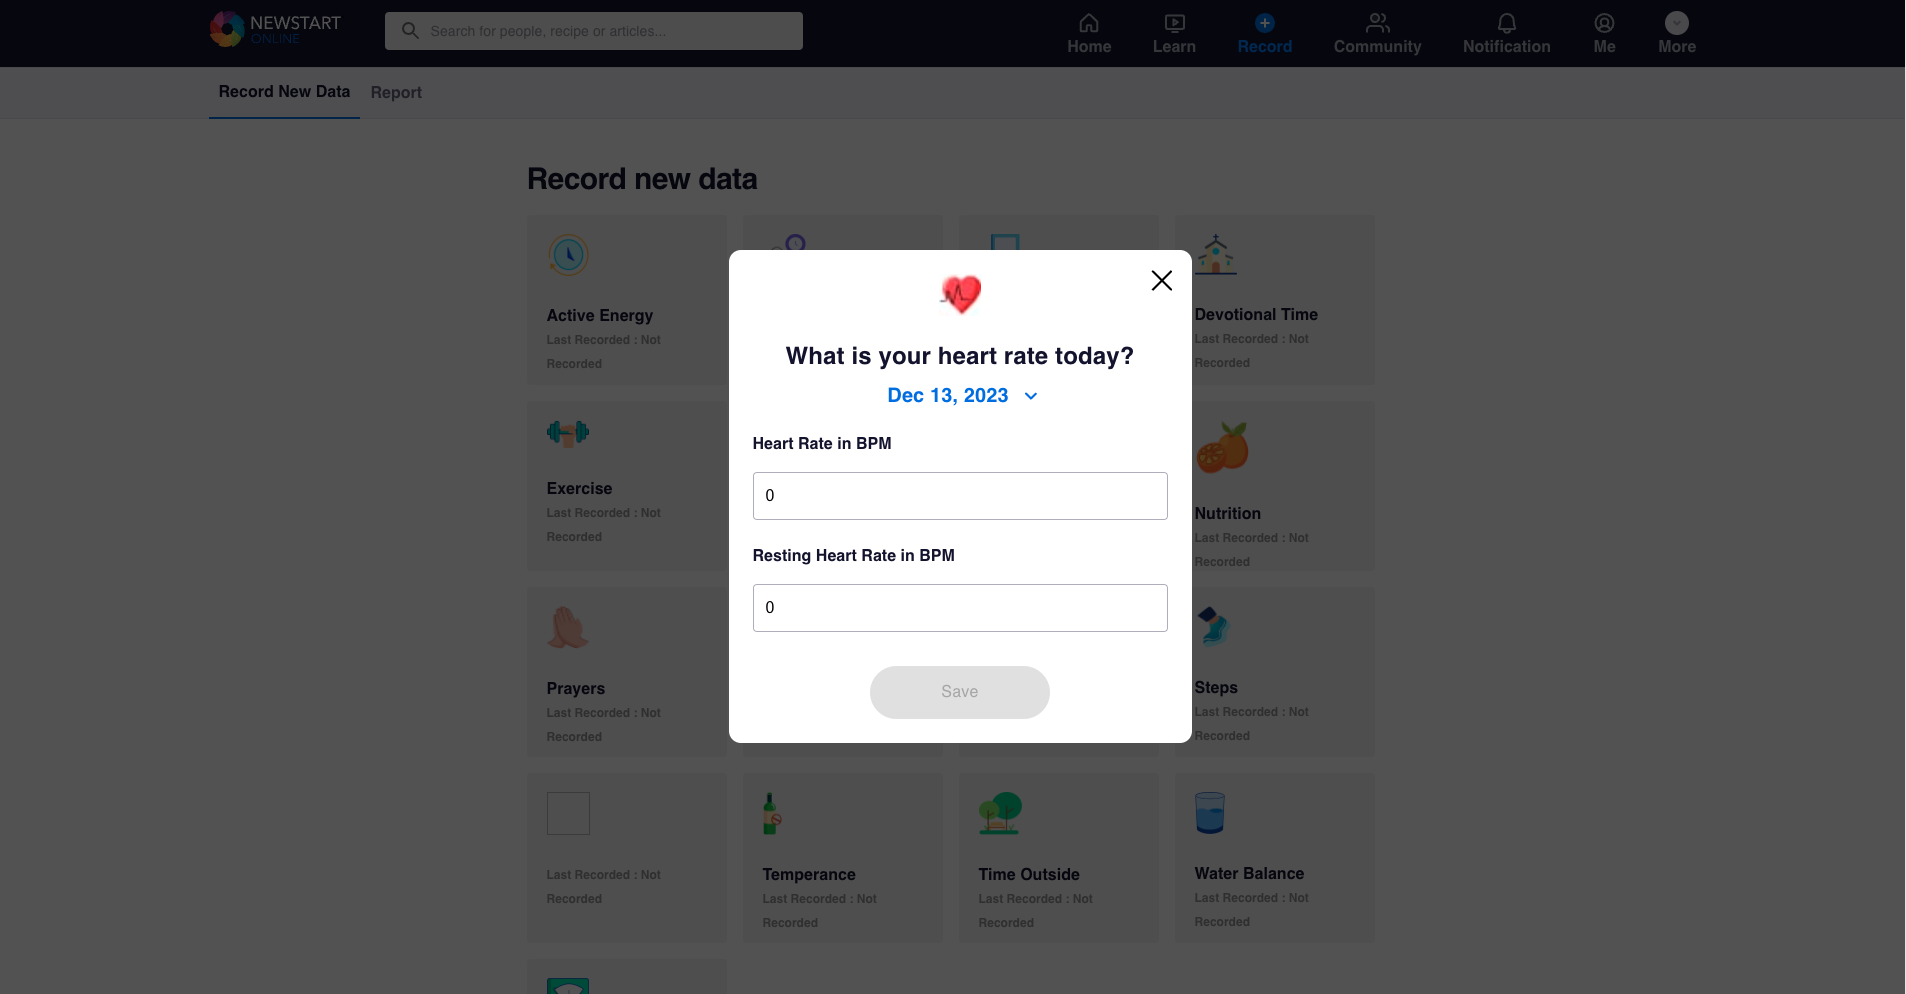 NEWSTART
ONLINE
Search for people, recipe or articles...
Home
Learn
Record
Community
Notification
Me
More
Record New Data
Report
Record new data
Active Energy
Last Recorded : Not
Recorded
Devotional Time
Last Recorded : Not
Recorded
What is your heart rate today?
Dec 13, 2023
Heart Rate in BPM
0
Resting Heart Rate in BPM
0
Save
Exercise
Last Recorded : Not
Recorded
Nutrition
Last Recorded : Not
Recorded
Prayers
Last Recorded : Not
Recorded
Steps
Last Recorded : Not
Recorded
Last Recorded : Not
Recorded
Temperance
Last Recorded : Not
Recorded
Time Outside
Last Recorded : Not
Recorded
Water Balance
Last Recorded : Not
Recorded